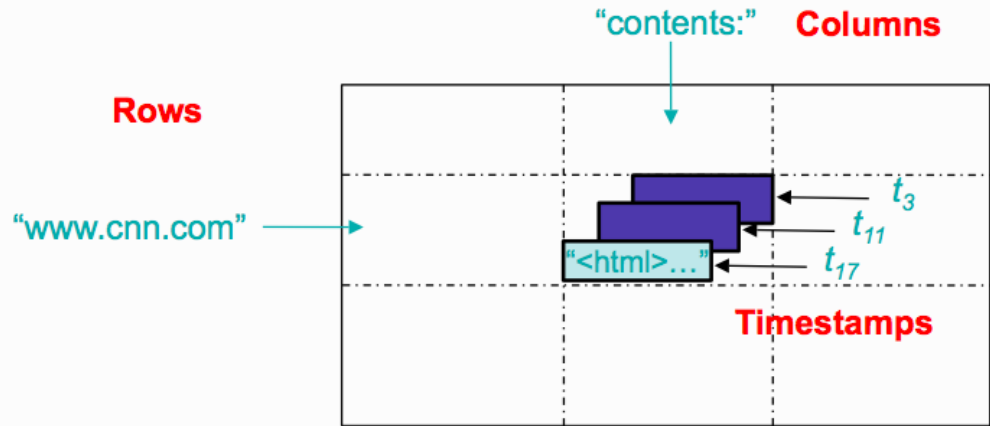 “contents:”
Columns
Rows
t3
“www.cnn.com”
t11
“<html>…”
t17
Timestamps